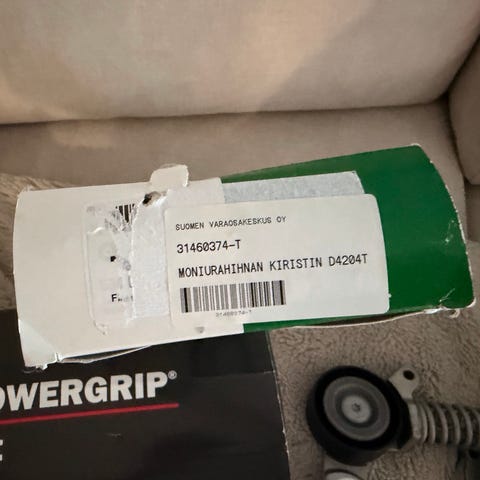 SUOMEN VARAOSAKESKUS OY
31460374-T
MONIURAHIHNAN KIRISTIN D4204T
31460374-T
OWERGRIP®